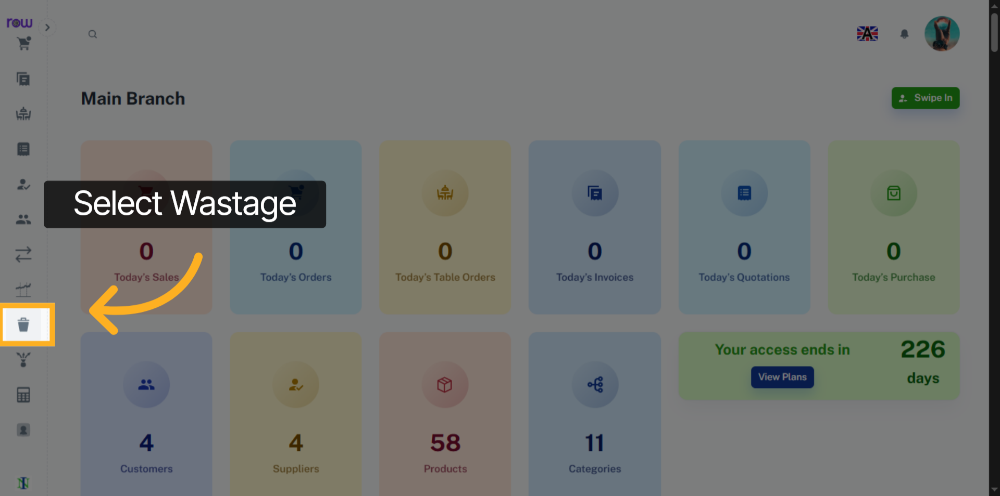 row
A
Main Branch
Swipe In
Select Wastage
0
Today's Sales
0
Today's Orders
0
Today's Table Orders
0
Today's Invoices
0
Today's Quotations
0
Today's Purchase
4
Customers
4
Suppliers
58
Products
11
Categories
Your access ends in
226
days
View Plans